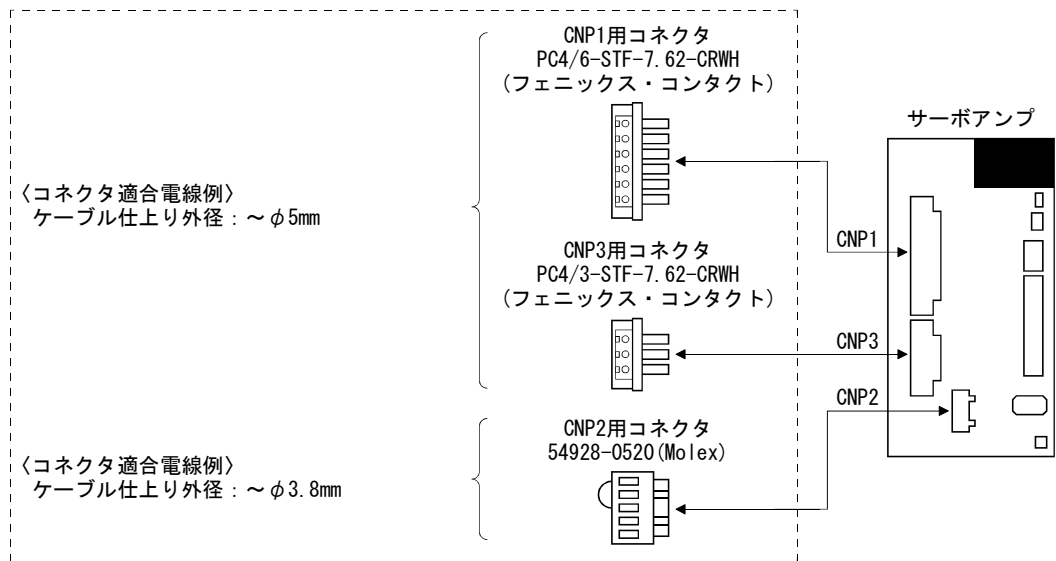 CNP1用コネクタ
PC4/6-STF-7.62-CRWH
(フェニックス・コンタクト)
サーボアンプ
〈コネクタ適合電線例〉
ケーブル仕上り外径：～φ5mm
CNP1
CNP3用コネクタ
PC4/3-STF-7.62-CRWH
(フェニックス・コンタクト)
CNP3
CNP2
CNP2用コネクタ
54928-0520(Molex)
〈コネクタ適合電線例〉
ケーブル仕上り外径：～φ3.8mm